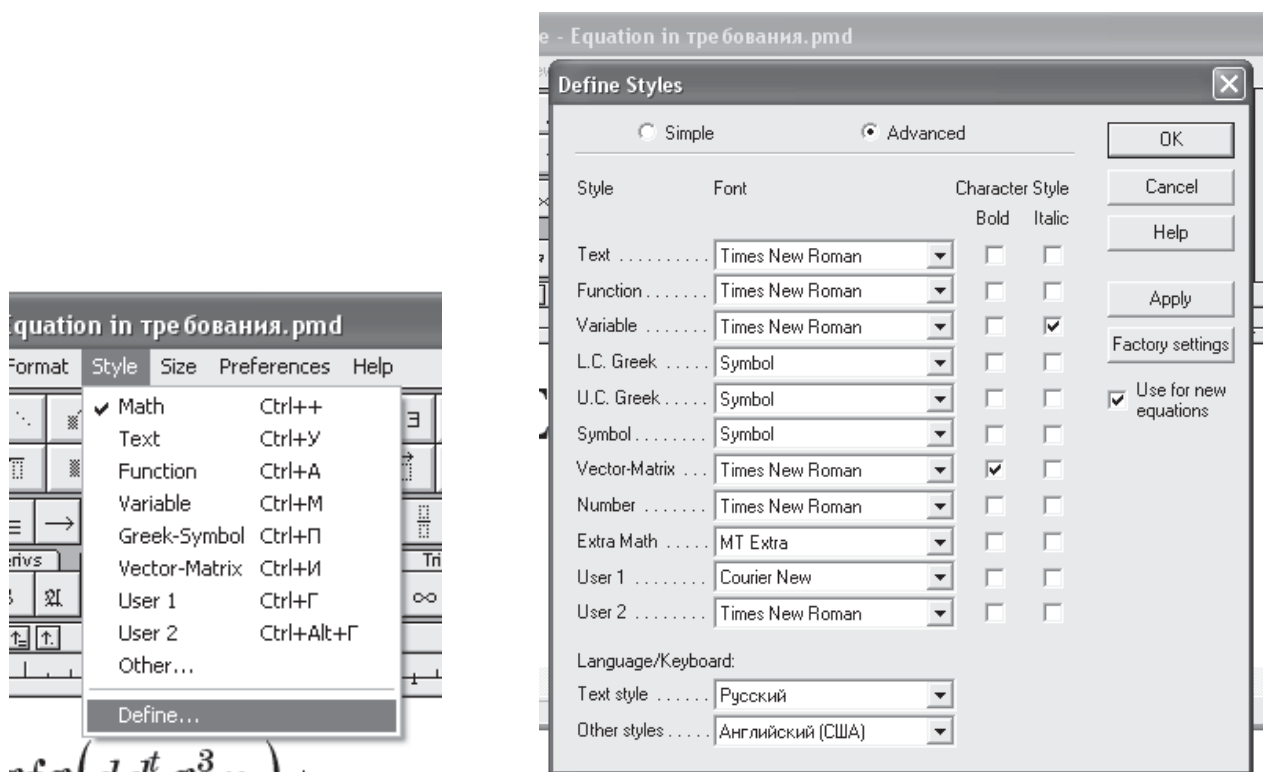 Equation in требования.pmd
Format Style Size Preferences Help
Math Ctrl++
Text Ctrl+У
Function Ctrl+А
Variable Ctrl+М
Greek-Symbol Ctrl+П
Vector-Matrix Ctrl+И
User 1 Ctrl+Г
User 2 Ctrl+Alt+Г
Other...
Define...
e - Equation in требования.pmd
Define Styles
Simple Advanced
Style Font Character Style
Bold Italic
Text .......... Times New Roman
Function ....... Times New Roman
Variable ....... Times New Roman
L.C. Greek ..... Symbol
U.C. Greek ..... Symbol
Symbol ........ Symbol
Vector-Matrix ... Times New Roman
Number ....... Times New Roman
Extra Math ..... MT Extra
User 1 ........ Courier New
User 2 ........ Times New Roman
Language/Keyboard:
Text style ...... Русский
Other styles ..... Английский (США)
OK
Cancel
Help
Apply
Factory settings
Use for new
equations